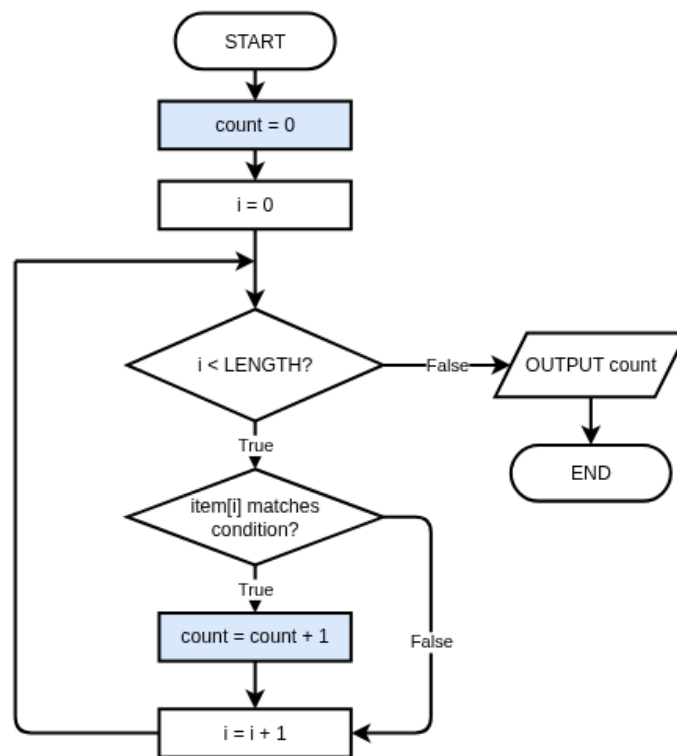 START
count = 0
i = 0
i < LENGTH?
False
OUTPUT count
True
END
item[i] matches
condition?
True
count = count + 1
False
i = i + 1